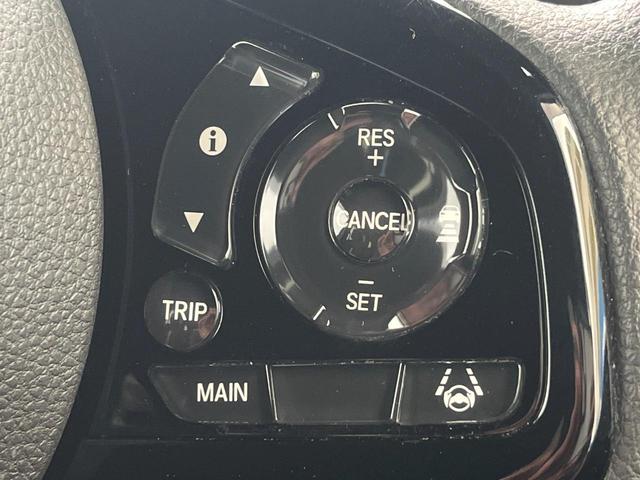 i
RES
+
CANCEL
−
SET
TRIP
MAIN